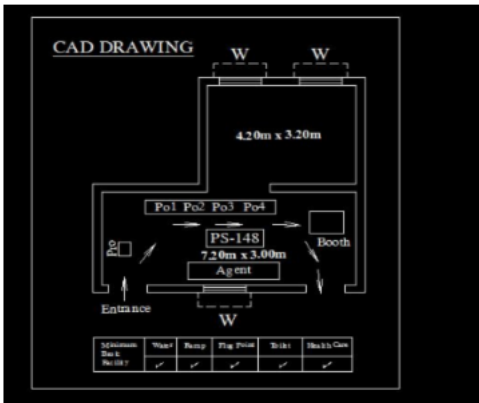 CAD DRAWING
W W
4.20m x 3.20m
Po1 Po2 Po3 Po4
PS-148
Booth
7.20m x 3.00m
Agent
Entrance
W
Minimum Water Ramp Flag Point Toilet Health Care
Basic
Facility